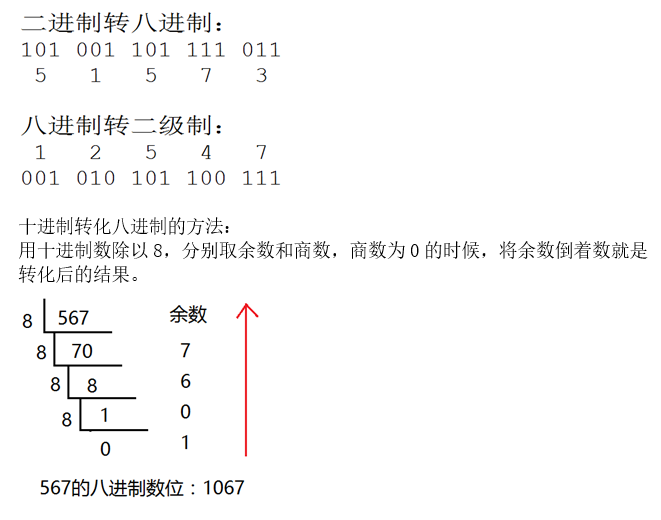 二进制转八进制：
101 001 101 111 011
5 1 5 7 3
八进制转二级制：
1 2 5 4 7
001 010 101 100 111
十进制转化八进制的方法：
用十进制数除以 8，分别取余数和商数，商数为 0 的时候，将余数倒着数就是
转化后的结果。
8 567 余数
8 70 7
8 8 6
8 1 0
0 1
567的八进制数位：1067